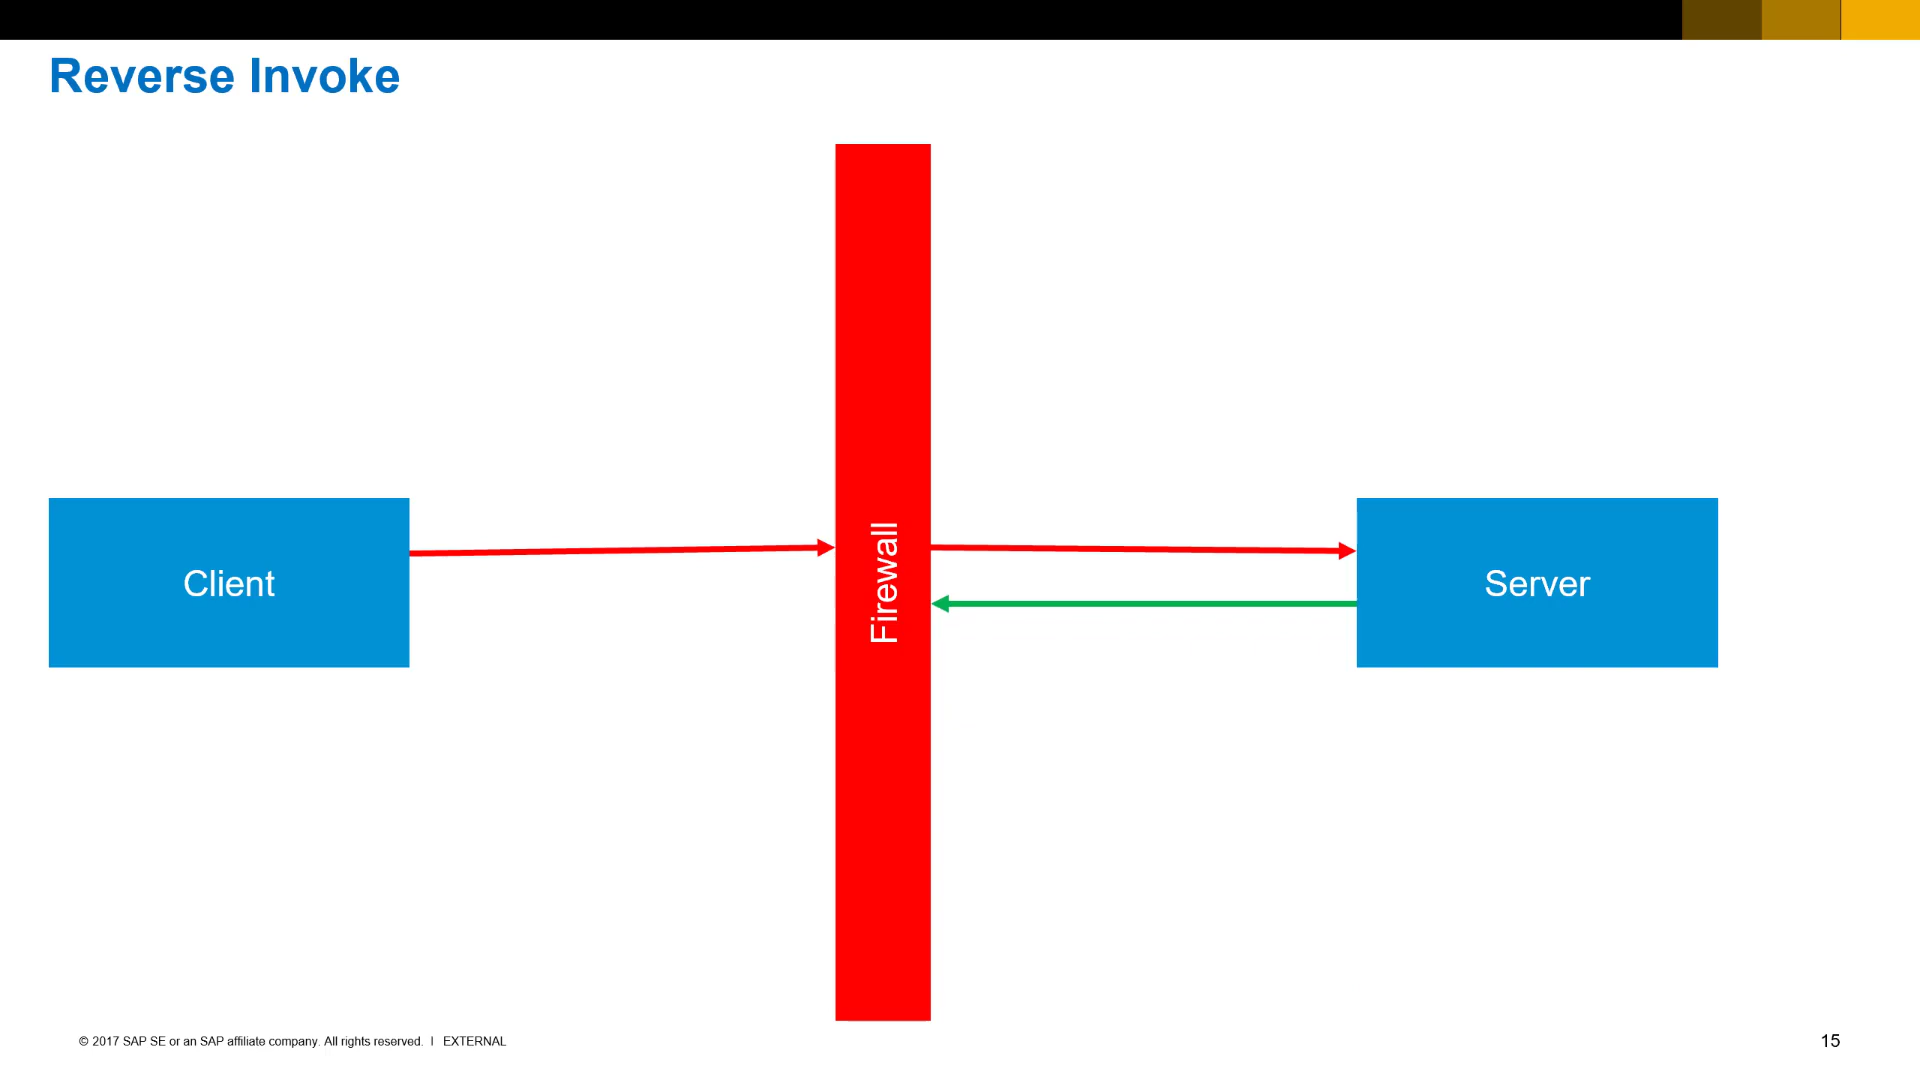 Reverse Invoke
Client
Firewall
Server
© 2017 SAP SE or an SAP affiliate company. All rights reserved. I EXTERNAL
15